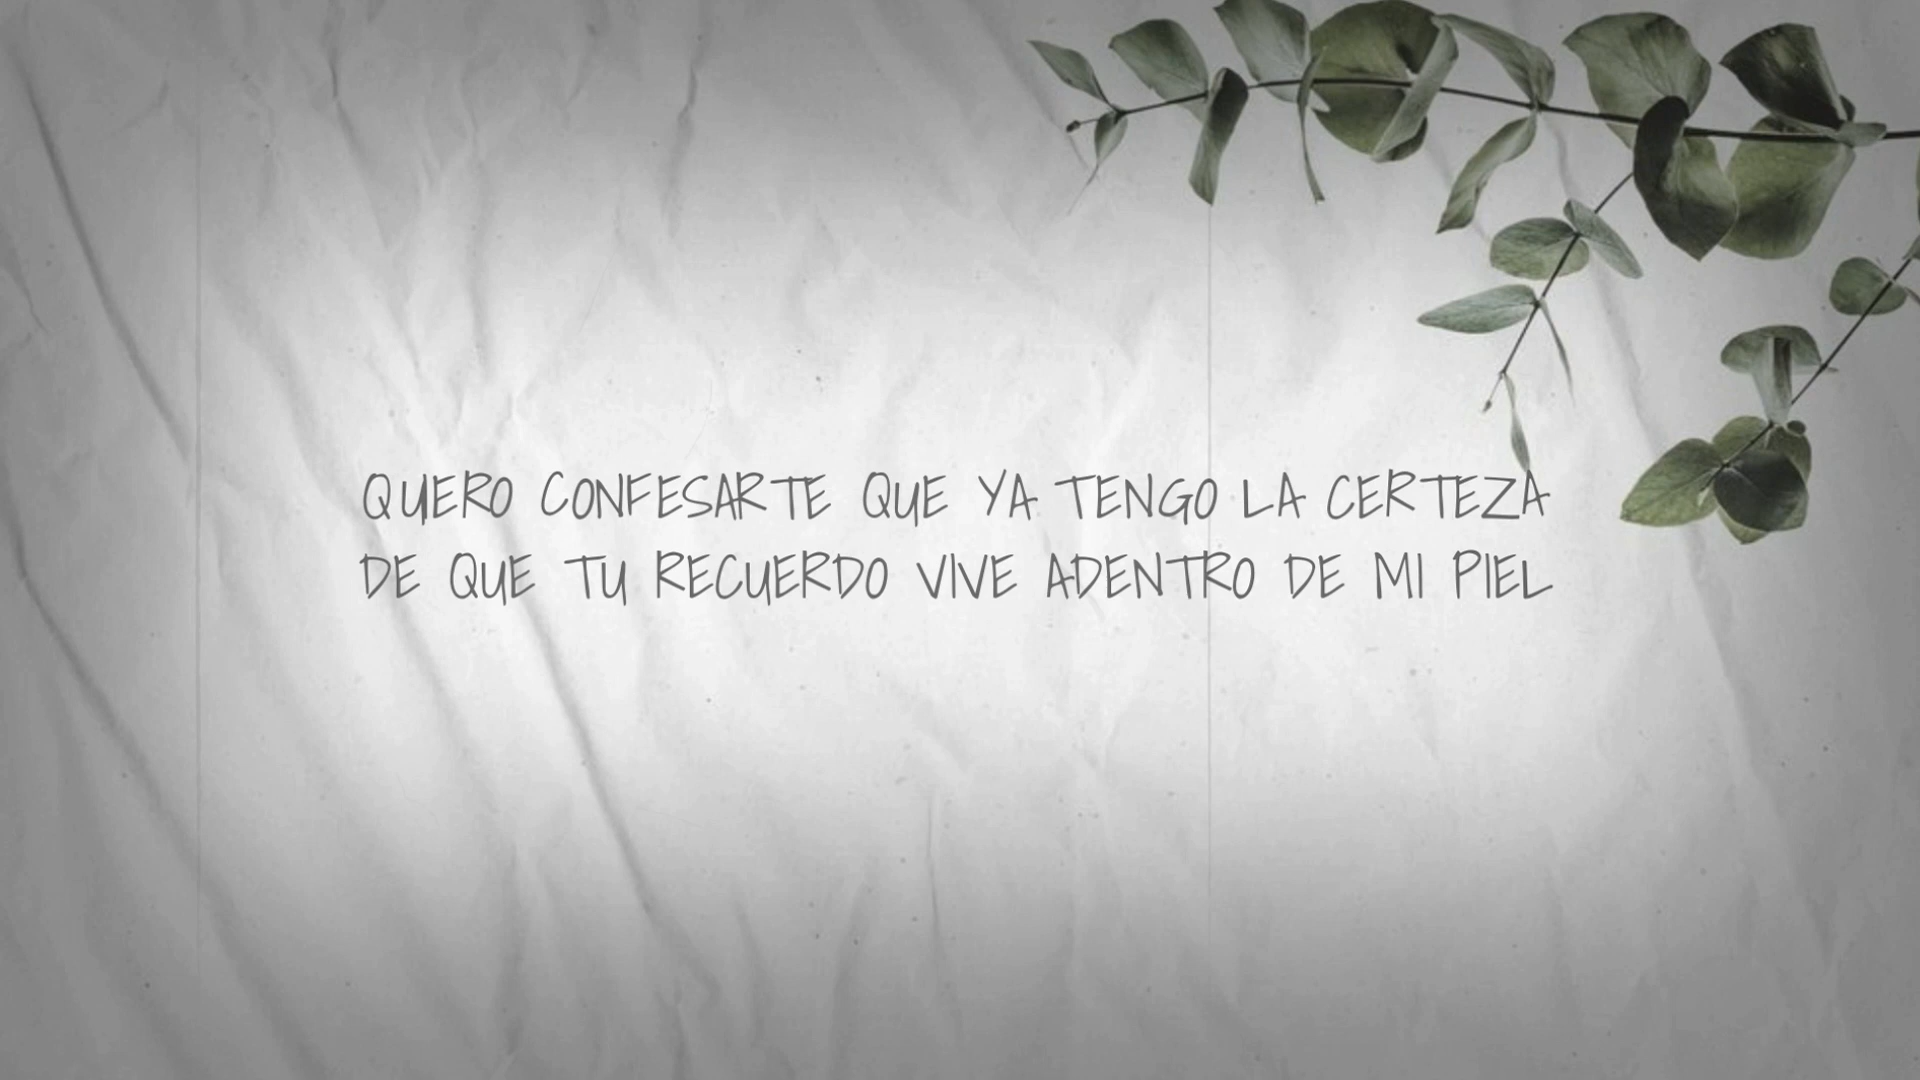 QUERO CONFESARTE QUE YA TENGO LA CERTEZA
DE QUE TU RECUERDO VIVE ADENTRO DE MI PIEL